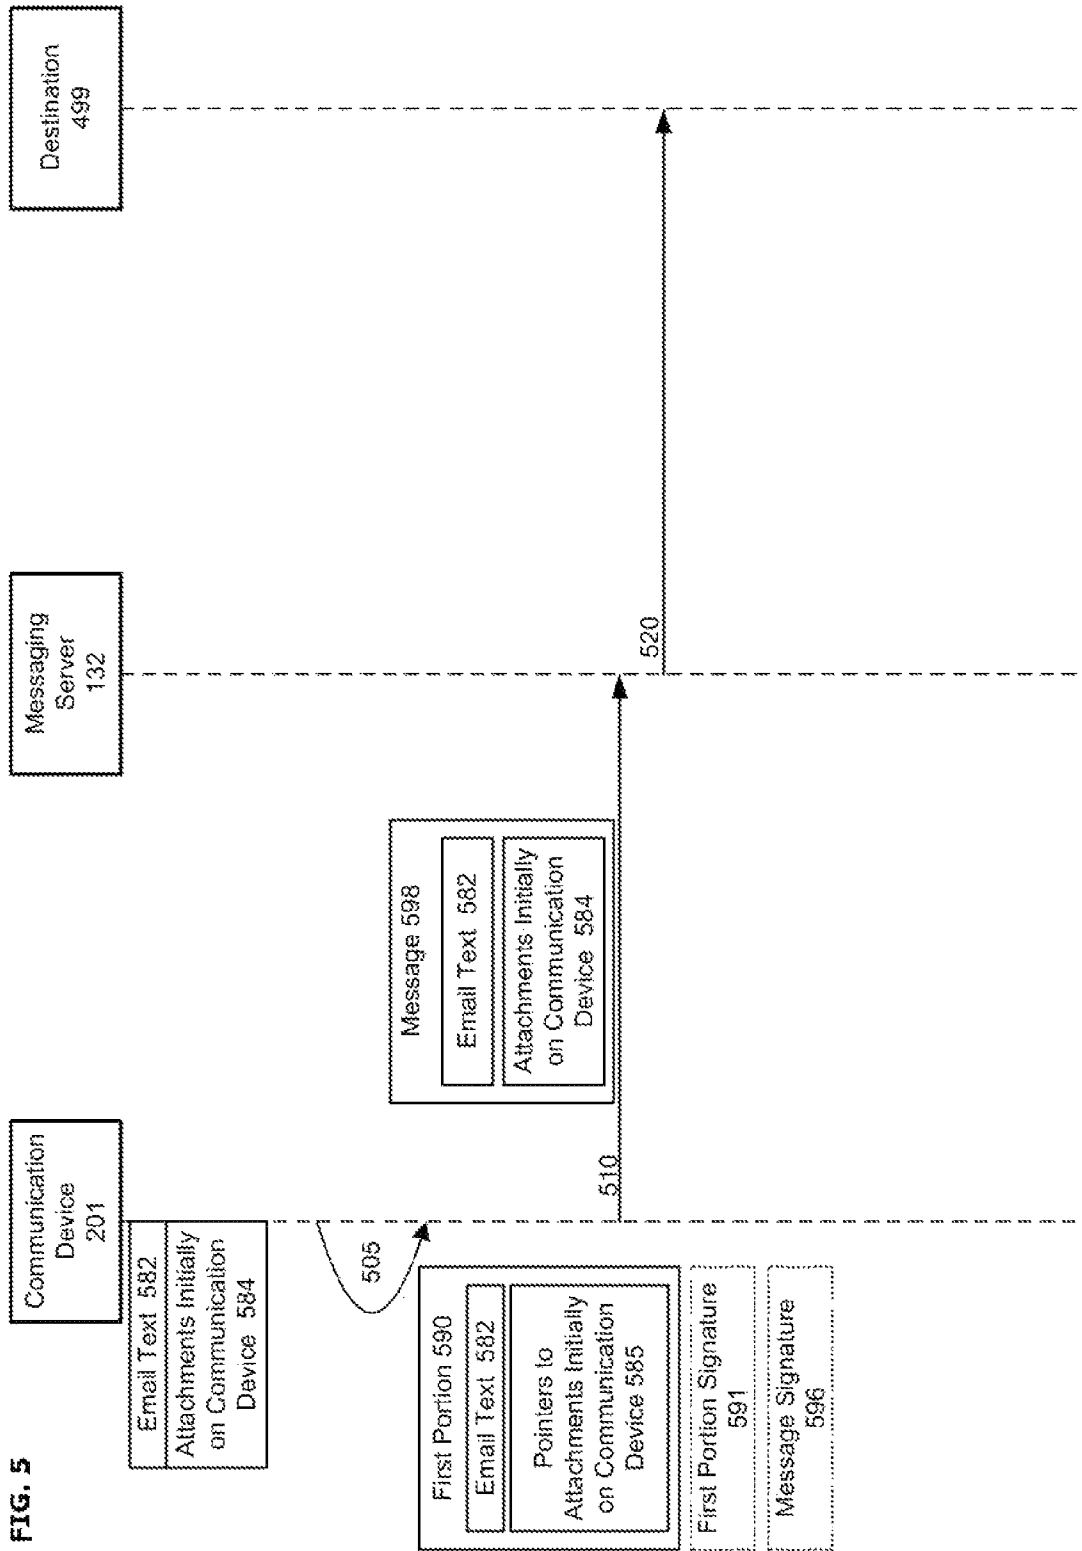 FIG. 5
Communication
Device
201
Messaging
Server
132
Destination
499
Email Text 582
Attachments Initially
on Communication
Device 584
505
First Portion 590
Email Text 582
Pointers to
Attachments Initially
on Communication
Device 585
First Portion Signature
591
Message Signature
596
Message 598
Email Text 582
Attachments Initially
on Communication
Device 584
510
520